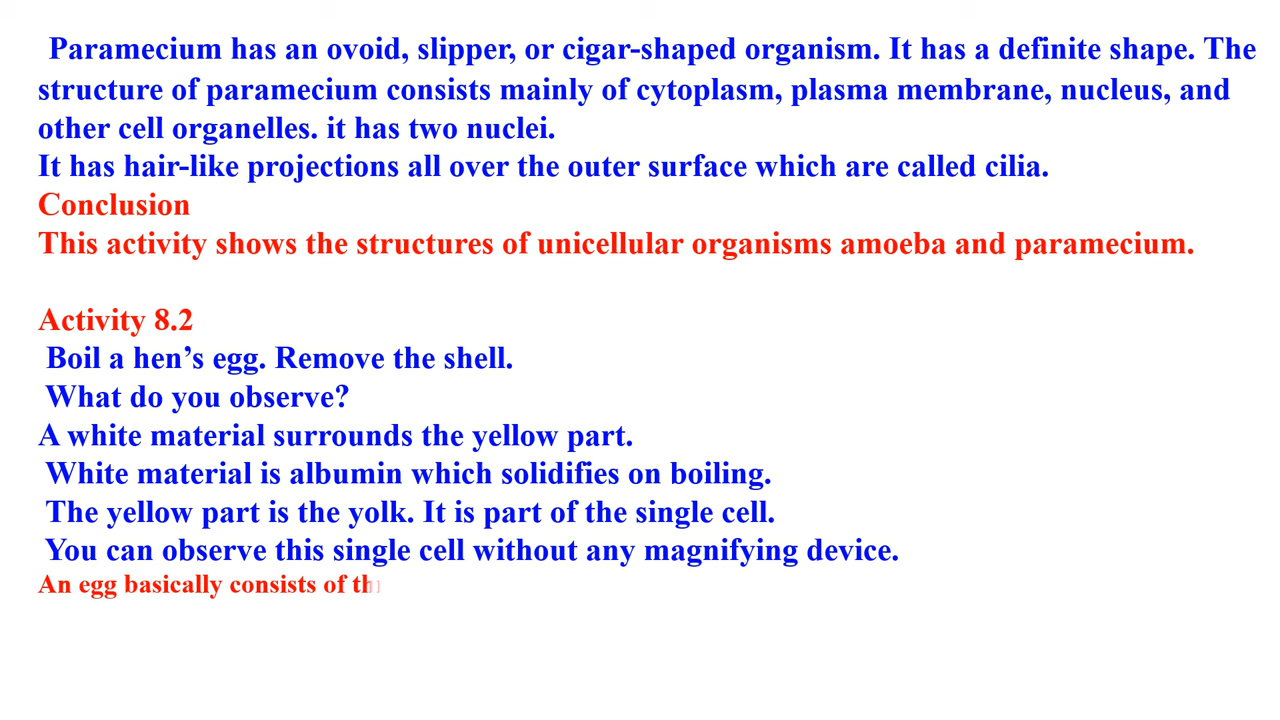 Paramecium has an ovoid, slipper, or cigar-shaped organism. It has a definite shape. The
structure of paramecium consists mainly of cytoplasm, plasma membrane, nucleus, and
other cell organelles. it has two nuclei.
It has hair-like projections all over the outer surface which are called cilia.
Conclusion
This activity shows the structures of unicellular organisms amoeba and paramecium.
Activity 8.2
Boil a hen’s egg. Remove the shell.
What do you observe?
A white material surrounds the yellow part.
White material is albumin which solidifies on boiling.
The yellow part is the yolk. It is part of the single cell.
You can observe this single cell without any magnifying device.
An egg basically consists of